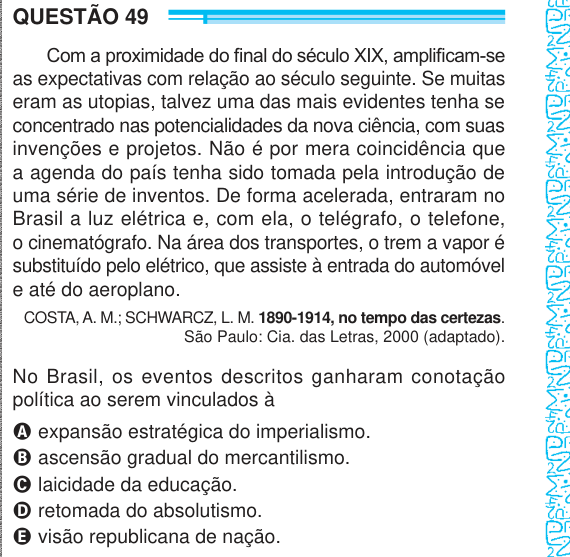 QUESTÃO 49
Com a proximidade do final do século XIX, amplificam-se
as expectativas com relação ao século seguinte. Se muitas
eram as utopias, talvez uma das mais evidentes tenha se
concentrado nas potencialidades da nova ciência, com suas
invenções e projetos. Não é por mera coincidência que
a agenda do país tenha sido tomada pela introdução de
uma série de inventos. De forma acelerada, entraram no
Brasil a luz elétrica e, com ela, o telégrafo, o telefone,
o cinematógrafo. Na área dos transportes, o trem a vapor é
substituído pelo elétrico, que assiste à entrada do automóvel
e até do aeroplano.
COSTA, A. M.; SCHWARCZ, L. M. 1890-1914, no tempo das certezas.
São Paulo: Cia. das Letras, 2000 (adaptado).
No Brasil, os eventos descritos ganharam conotação
política ao serem vinculados à
A expansão estratégica do imperialismo.
B ascensão gradual do mercantilismo.
C laicidade da educação.
D retomada do absolutismo.
E visão republicana de nação.